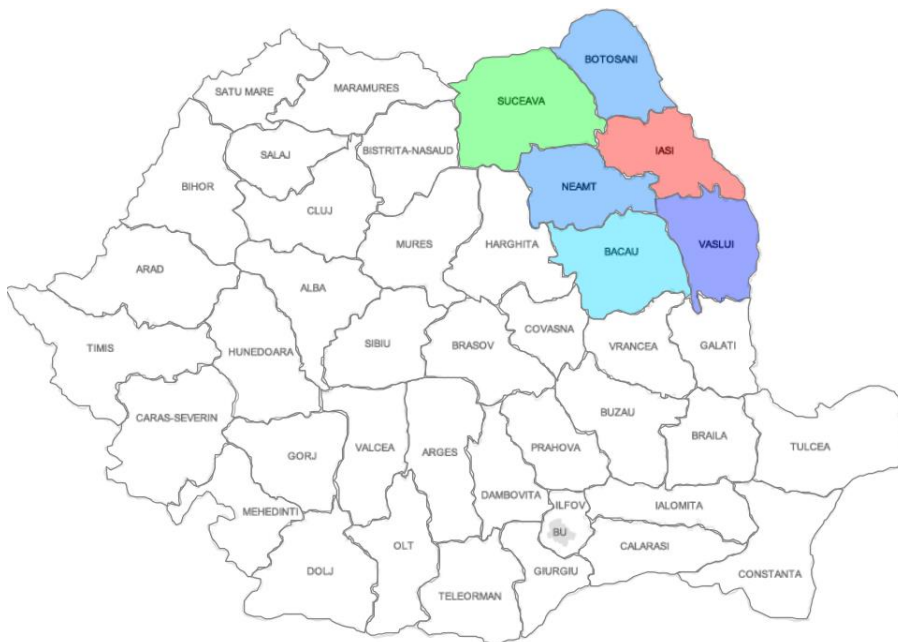 BOTOSANI
SATU MARE
MARAMURES
SUCEAVA
SALAJ
BISTRITA-NASAUD
IASI
BIHOR
NEAMT
CLUJ
MURES
HARGHITA
BACAU
VASLUI
ARAD
ALBA
COVASNA
TIMIS
HUNEDOARA
SIBIU
BRASOV
VRANCEA
GALATI
CARAS-SEVERIN
BUZAU
GORJ
VALCEA
ARGES
PRAHOVA
BRAILA
TULCEA
DAMBOVITA
MEHEDINTI
ILFOV
IALOMITA
BU
OLT
CALARASI
DOLJ
GIURGIU
CONSTANTA
TELEORMAN